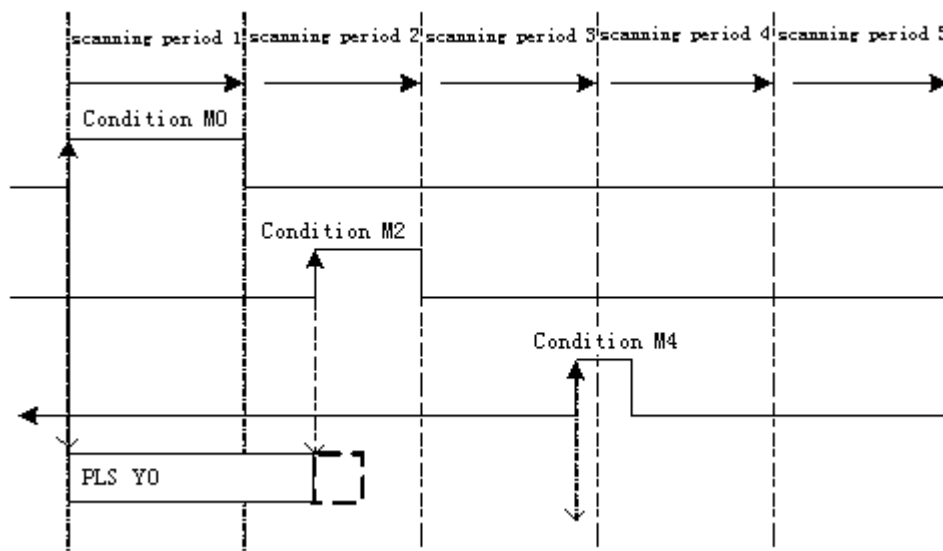 scanning period 1 scanning period 2 scanning period 3 scanning period 4 scanning period 5
Condition M0
Condition M2
Condition M4
PLS Y0